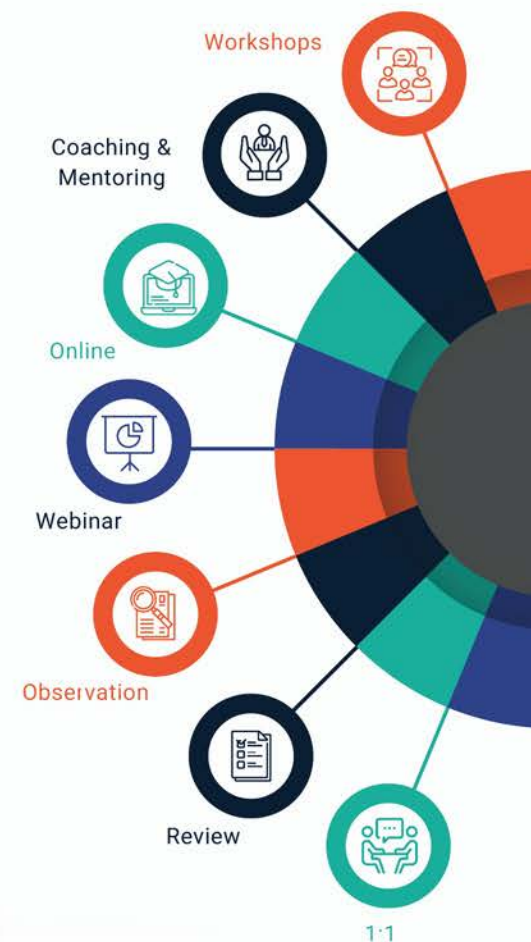 Workshops
Coaching &
Mentoring
Online
Webinar
Observation
Review
1:1